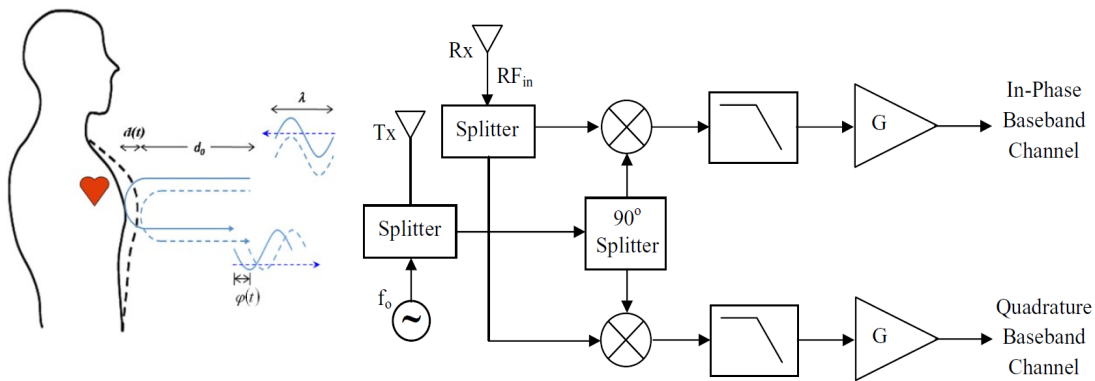 d(t)
d₀
λ
φ(t)
Rx
RFin
Tx
Splitter
Splitter
90°
Splitter
fo
~
G
In-Phase
Baseband
Channel
G
Quadrature
Baseband
Channel